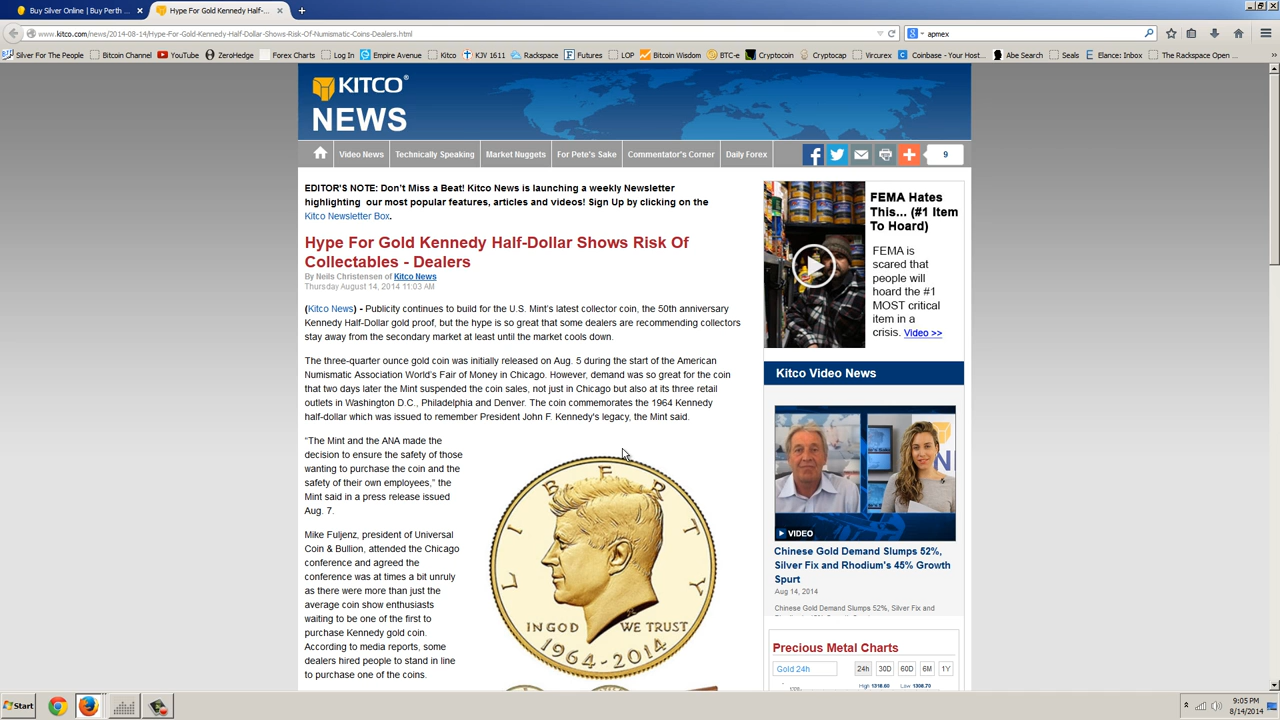 Buy Silver Online | Buy Perth ...
Hype For Gold Kennedy Half-...
www.kitco.com/news/2014-08-14/Hype-For-Gold-Kennedy-Half-Dollar-Shows-Risk-Of-Numismatic-Coins-Dealers.html
apmex
Silver For The People
Bitcoin Channel
YouTube
ZeroHedge
Forex Charts
Log In
Empire Avenue
Kitco
KJV 1611
Rackspace
Futures
LOP
Bitcoin Wisdom
BTC-e
Cryptocoin
Cryptocap
Vircurex
Coinbase - Your Host...
Abe Search
Seals
Elance: Inbox
The Rackspace Open ...
KITCO®
NEWS
Video News
Technically Speaking
Market Nuggets
For Pete's Sake
Commentator's Corner
Daily Forex
9
EDITOR'S NOTE: Don't Miss a Beat! Kitco News is launching a weekly Newsletter
highlighting our most popular features, articles and videos! Sign Up by clicking on the
Kitco Newsletter Box.
Hype For Gold Kennedy Half-Dollar Shows Risk Of
Collectables - Dealers
By Neils Christensen of Kitco News
Thursday August 14, 2014 11:03 AM
(Kitco News) - Publicity continues to build for the U.S. Mint's latest collector coin, the 50th anniversary
Kennedy Half-Dollar gold proof, but the hype is so great that some dealers are recommending collectors
stay away from the secondary market at least until the market cools down.
The three-quarter ounce gold coin was initially released on Aug. 5 during the start of the American
Numismatic Association World's Fair of Money in Chicago. However, demand was so great for the coin
that two days later the Mint suspended the coin sales, not just in Chicago but also at its three retail
outlets in Washington D.C., Philadelphia and Denver. The coin commemorates the 1964 Kennedy
half-dollar which was issued to remember President John F. Kennedy's legacy, the Mint said.
"The Mint and the ANA made the
decision to ensure the safety of those
wanting to purchase the coin and the
safety of their own employees," the
Mint said in a press release issued
Aug. 7.
Mike Fuljenz, president of Universal
Coin & Bullion, attended the Chicago
conference and agreed the
conference was at times a bit unruly
as there were more than just the
average coin show enthusiasts
waiting to be one of the first to
purchase Kennedy gold coin.
According to media reports, some
dealers hired people to stand in line
to purchase one of the coins.
LIBERTY
IN GOD WE TRUST
1964-2014
FEMA Hates
This... (#1 Item
To Hoard)
FEMA is
scared that
people will
hoard the #1
MOST critical
item in a
crisis. Video >>
Kitco Video News
VIDEO
Chinese Gold Demand Slumps 52%,
Silver Fix and Rhodium's 45% Growth
Spurt
Aug 14, 2014
Chinese Gold Demand Slumps 52%, Silver Fix and
Precious Metal Charts
Gold 24h
24h
30D
60D
6M
1Y
High 1318.60 Low 1308.70
Start
9:05 PM
8/14/2014